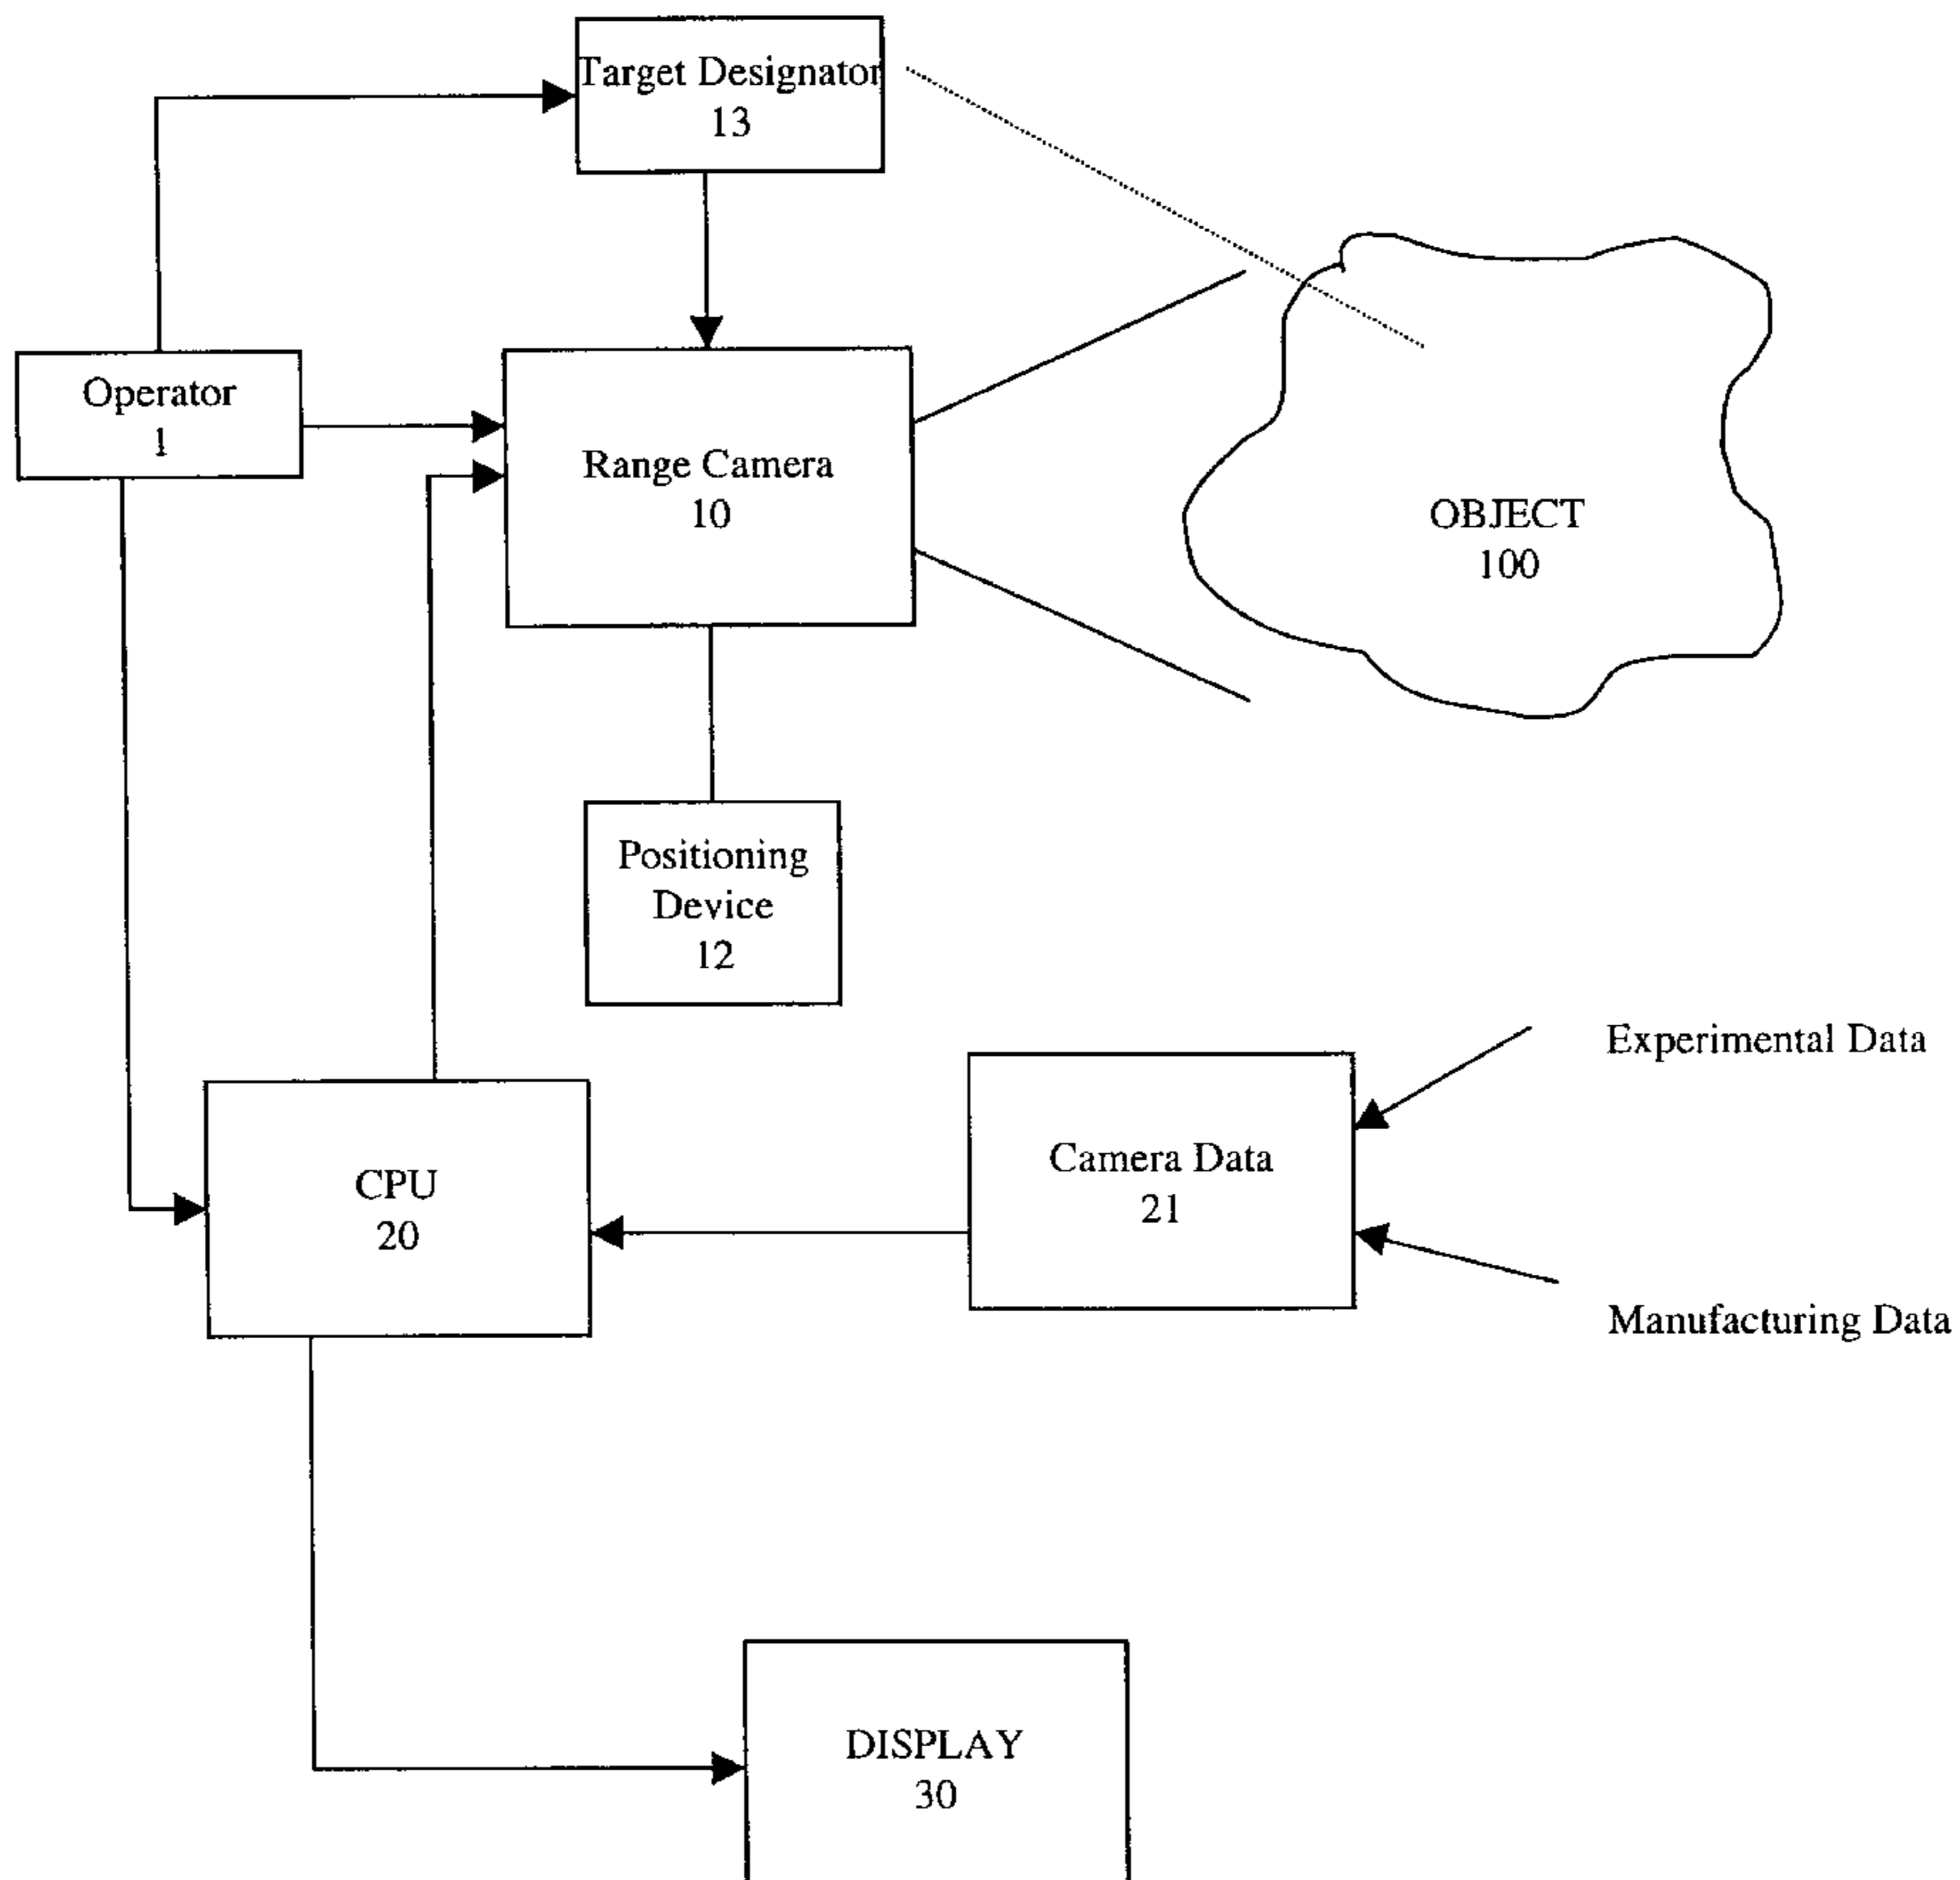 Target Designator
13
Operator
1
Range Camera
10
OBJECT
100
Positioning
Device
12
Experimental Data
Camera Data
21
CPU
20
Manufacturing Data
DISPLAY
30